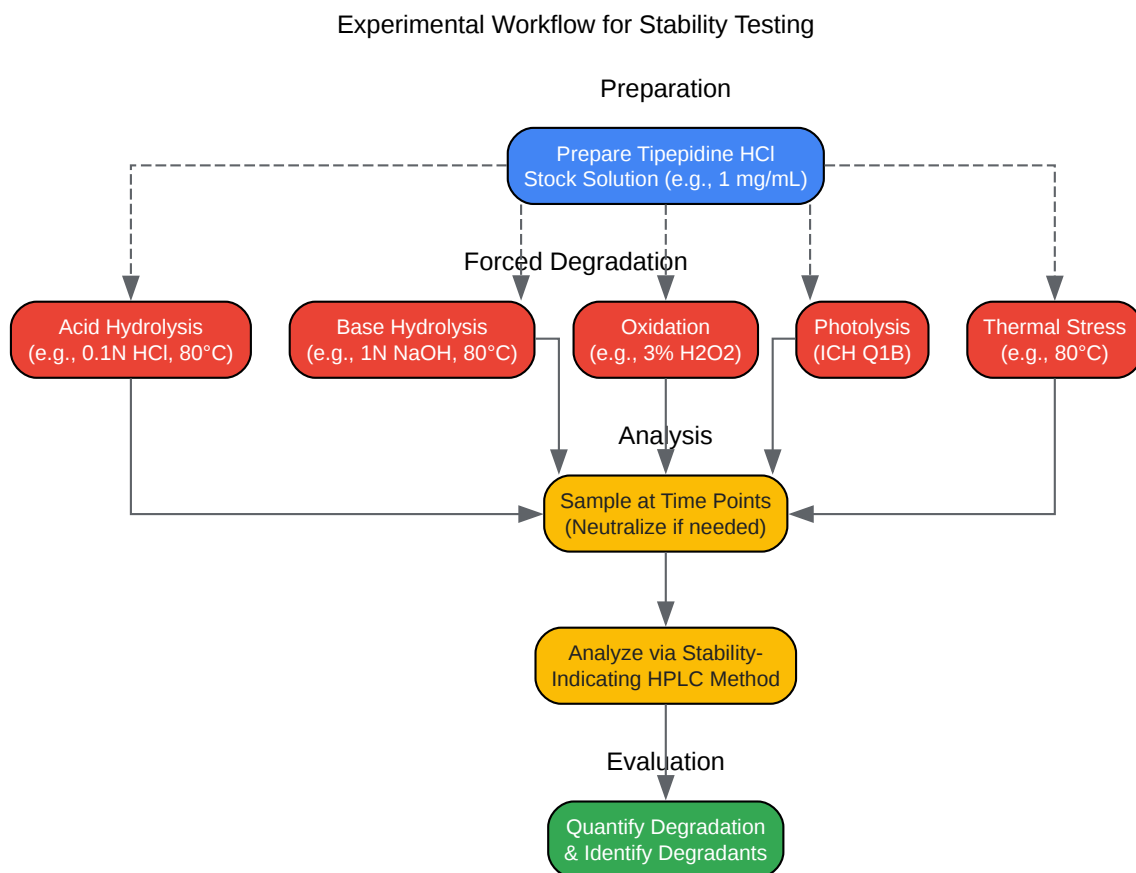 Experimental Workflow for Stability Testing
Preparation
Prepare Tipepidine HCl
Stock Solution (e.g., 1 mg/mL)
Forced Degradation
Acid Hydrolysis
(e.g., 0.1N HCl, 80°C)
Base Hydrolysis
(e.g., 1N NaOH, 80°C)
Oxidation
(e.g., 3% H2O2)
Photolysis
(ICH Q1B)
Thermal Stress
(e.g., 80°C)
Analysis
Sample at Time Points
(Neutralize if needed)
Analyze via Stability-
Indicating HPLC Method
Evaluation
Quantify Degradation
& Identify Degradants